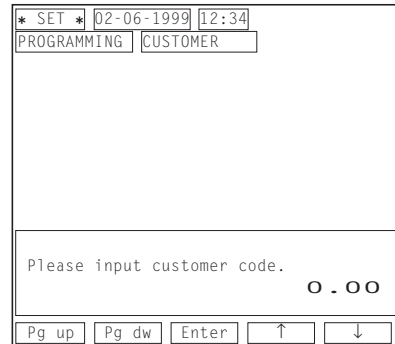 * SET * 02-06-1999 12:34
PROGRAMMING CUSTOMER
Please input customer code.
0.00
Pg up Pg dw Enter ↑ ↓